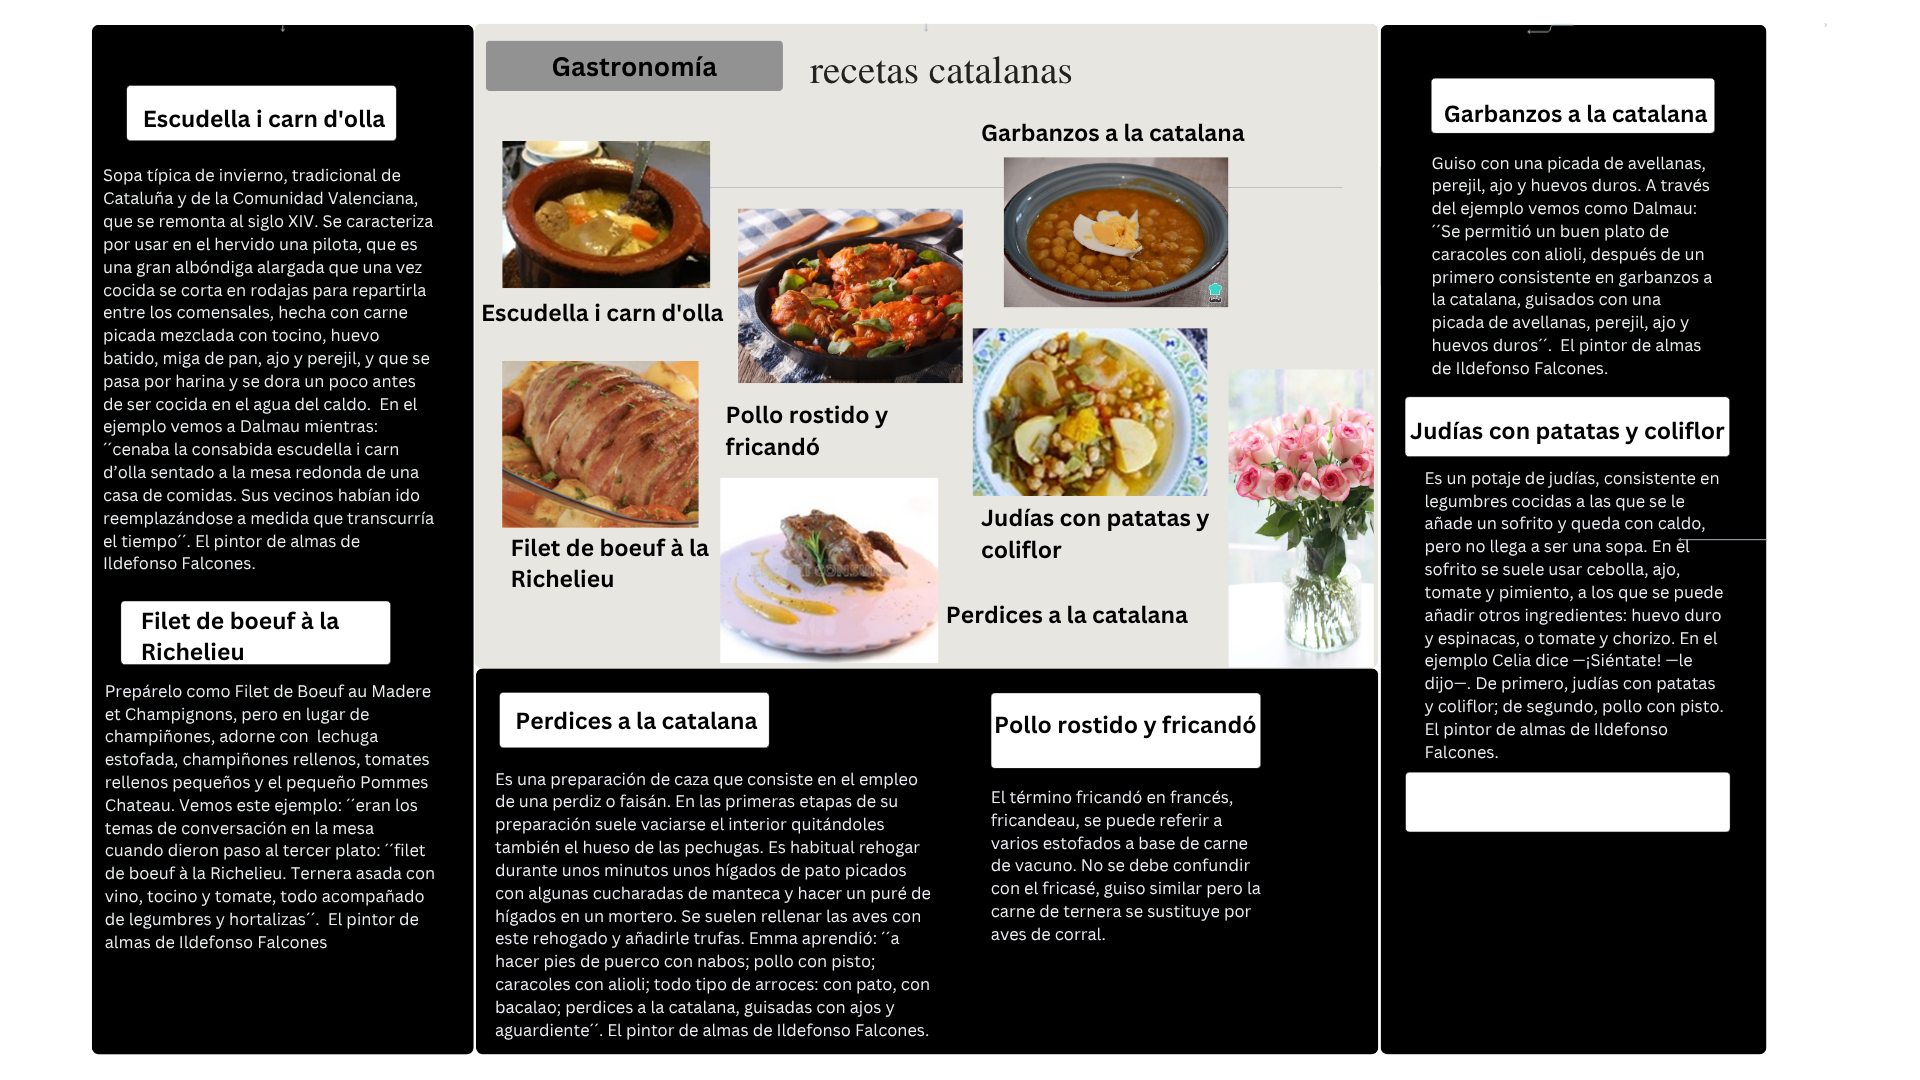 Escudella i carn d'olla
Sopa típica de invierno, tradicional de
Cataluña y de la Comunidad Valenciana,
que se remonta al siglo XIV. Se caracteriza
por usar en el hervido una pilota, que es
una gran albóndiga alargada que una vez
cocida se corta en rodajas para repartirla
entre los comensales, hecha con carne
picada mezclada con tocino, huevo
batido, miga de pan, ajo y perejil, y que se
pasa por harina y se dora un poco antes
de ser cocida en el agua del caldo.  En el
ejemplo vemos a Dalmau mientras:
´´cenaba la consabida escudella i carn
d’olla sentado a la mesa redonda de una
casa de comidas. Sus vecinos habían ido
reemplazándose a medida que transcurría
el tiempo´´. El pintor de almas de
Ildefonso Falcones.
Filet de boeuf à la
Richelieu
Prepárelo como Filet de Boeuf au Madere
et Champignons, pero en lugar de
champiñones, adorne con  lechuga
estofada, champiñones rellenos, tomates
rellenos pequeños y el pequeño Pommes
Chateau. Vemos este ejemplo: ´´eran los
temas de conversación en la mesa
cuando dieron paso al tercer plato: ´´filet
de boeuf à la Richelieu. Ternera asada con
vino, tocino y tomate, todo acompañado
de legumbres y hortalizas´´.  El pintor de
almas de Ildefonso Falcones
Gastronomía
recetas catalanas
Garbanzos a la catalana
Escudella i carn d'olla
Pollo rostido y
fricandó
Filet de boeuf à la
Richelieu
Judías con patatas y
coliflor
Perdices a la catalana
Perdices a la catalana
Es una preparación de caza que consiste en el empleo
de una perdiz o faisán. En las primeras etapas de su
preparación suele vaciarse el interior quitándoles
también el hueso de las pechugas. Es habitual rehogar
durante unos minutos unos hígados de pato picados
con algunas cucharadas de manteca y hacer un puré de
hígados en un mortero. Se suelen rellenar las aves con
este rehogado y añadirle trufas. Emma aprendió: ´´a
hacer pies de puerco con nabos; pollo con pisto;
caracoles con alioli; todo tipo de arroces: con pato, con
bacalao; perdices a la catalana, guisadas con ajos y
aguardiente´´. El pintor de almas de Ildefonso Falcones.
Pollo rostido y fricandó
El término fricandó en francés,
fricandeau, se puede referir a
varios estofados a base de carne
de vacuno. No se debe confundir
con el fricasé, guiso similar pero la
carne de ternera se sustituye por
aves de corral.
Garbanzos a la catalana
Guiso con una picada de avellanas,
perejil, ajo y huevos duros. A través
del ejemplo vemos como Dalmau:
´´Se permitió un buen plato de
caracoles con alioli, después de un
primero consistente en garbanzos a
la catalana, guisados con una
picada de avellanas, perejil, ajo y
huevos duros´´.  El pintor de almas
de Ildefonso Falcones.
Judías con patatas y coliflor
Es un potaje de judías, consistente en
legumbres cocidas a las que se le
añade un sofrito y queda con caldo,
pero no llega a ser una sopa. En el
sofrito se suele usar cebolla, ajo,
tomate y pimiento, a los que se puede
añadir otros ingredientes: huevo duro
y espinacas, o tomate y chorizo. En el
ejemplo Celia dice —¡Siéntate! —le
dijo—. De primero, judías con patatas
y coliflor; de segundo, pollo con pisto.
El pintor de almas de Ildefonso
Falcones.